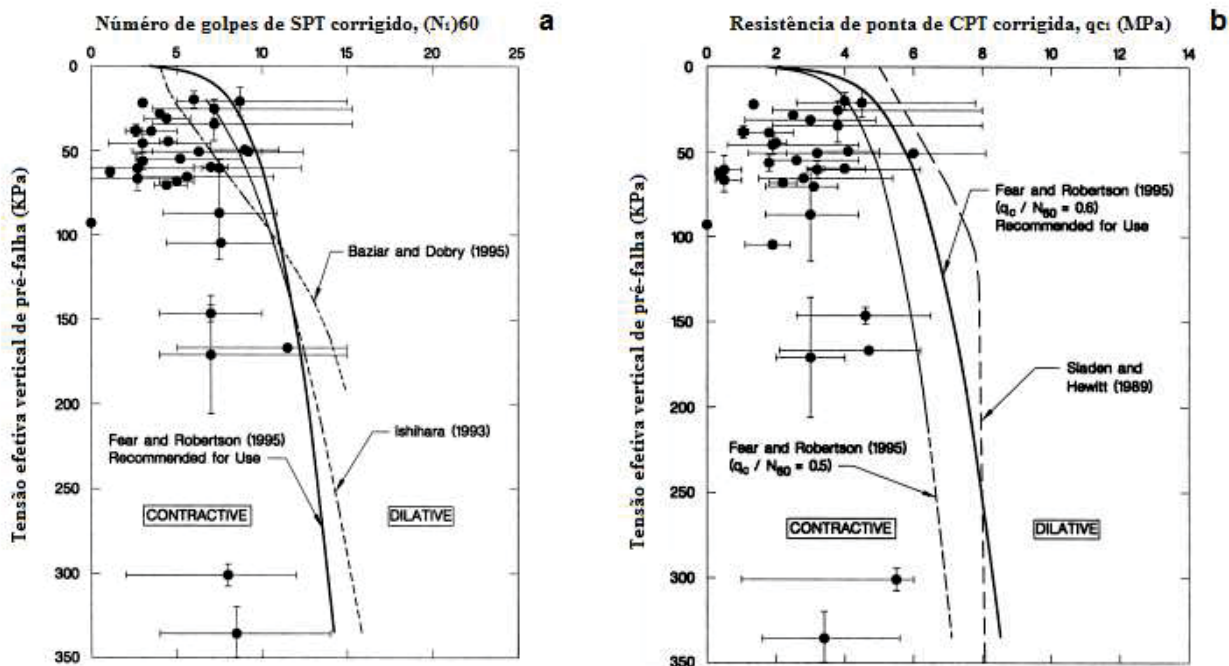 Número de golpes de SPT corrigido, (N1)60
a
0 5 10 15 20 25
0
50
100
150
200
250
300
350
Tensão efetiva vertical de pré-falha (KPa)
Baziar and Dobry (1995)
Ishihara (1993)
Fear and Robertson (1995)
Recommended for Use
CONTRACTIVE
DILATIVE
Resistência de ponta de CPT corrigida, qc1 (MPa)
b
0 2 4 6 8 10 12 14
0
50
100
150
200
250
300
350
Tensão efetiva vertical de pré-falha (KPa)
Fear and Robertson (1995)
(qc / N60 = 0.6)
Recommended for Use
Sladen and
Hewitt (1989)
Fear and Robertson (1995)
(qc / N60 = 0.5)
CONTRACTIVE
DILATIVE